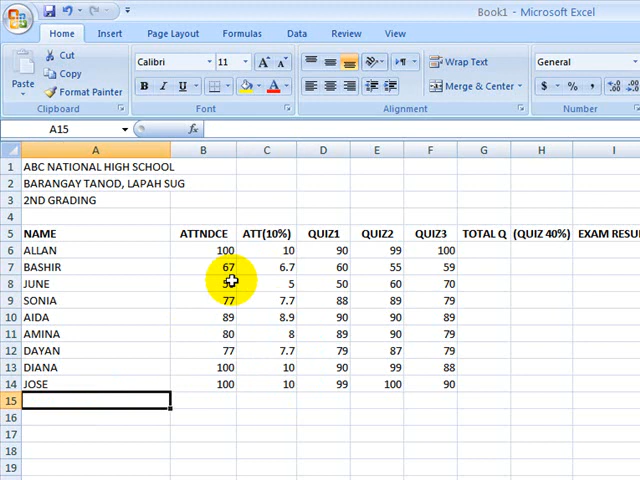 Book1 - Microsoft Excel
Home Insert Page Layout Formulas Data Review View
Cut
Copy
Format Painter
Paste
Clipboard
Calibri 11
B I U
Font
Wrap Text
Merge & Center
Alignment
General
$ % ,
Number
A15 fx
A B C D E F G H I
1 ABC NATIONAL HIGH SCHOOL
2 BARANGAY TANOD, LAPAH SUG
3 2ND GRADING
4
5 NAME ATTNDCE ATT(10%) QUIZ1 QUIZ2 QUIZ3 TOTAL Q (QUIZ 40%) EXAM RESU
6 ALLAN 100 10 90 99 100
7 BASHIR 67 6.7 60 55 59
8 JUNE 5 50 60 70
9 SONIA 77 7.7 88 89 79
10 AIDA 89 8.9 90 90 89
11 AMINA 80 8 89 90 79
12 DAYAN 77 7.7 79 87 79
13 DIANA 100 10 90 99 88
14 JOSE 100 10 99 100 90
15
16
17
18
19